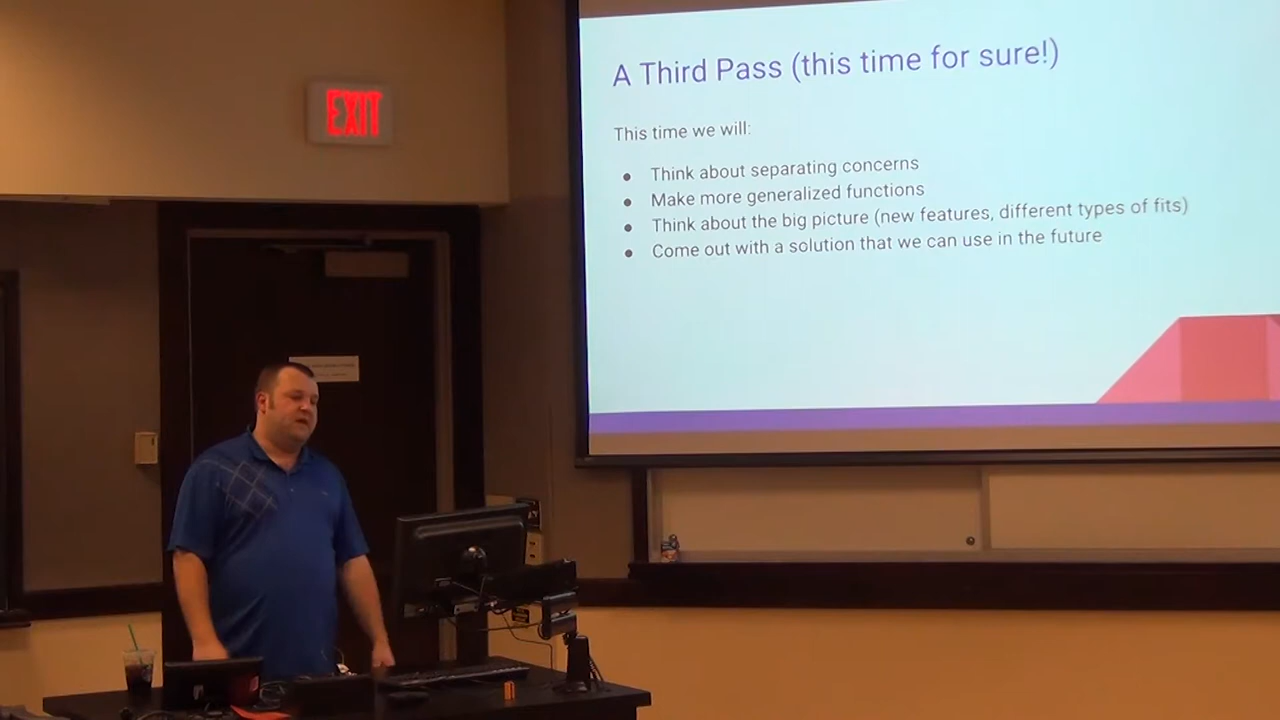 EXIT
A Third Pass (this time for sure!)
This time we will:
● Think about separating concerns
● Make more generalized functions
● Think about the big picture (new features, different types of fits)
● Come out with a solution that we can use in the future